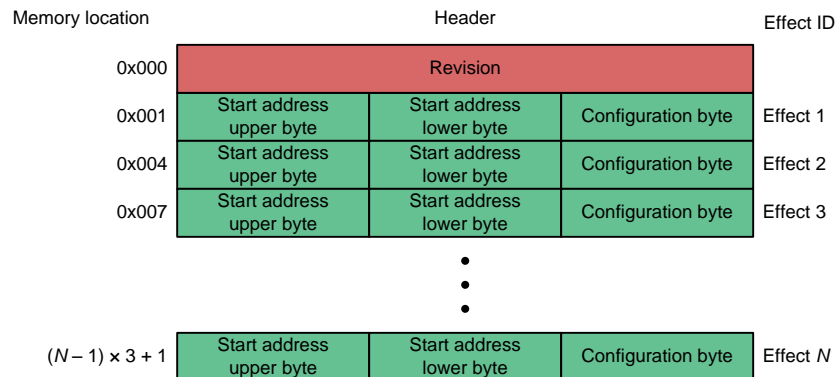 Memory location Header Effect ID
0x000 Revision
0x001 Start address upper byte Start address lower byte Configuration byte Effect 1
0x004 Start address upper byte Start address lower byte Configuration byte Effect 2
0x007 Start address upper byte Start address lower byte Configuration byte Effect 3
(N – 1) × 3 + 1 Start address upper byte Start address lower byte Configuration byte Effect N